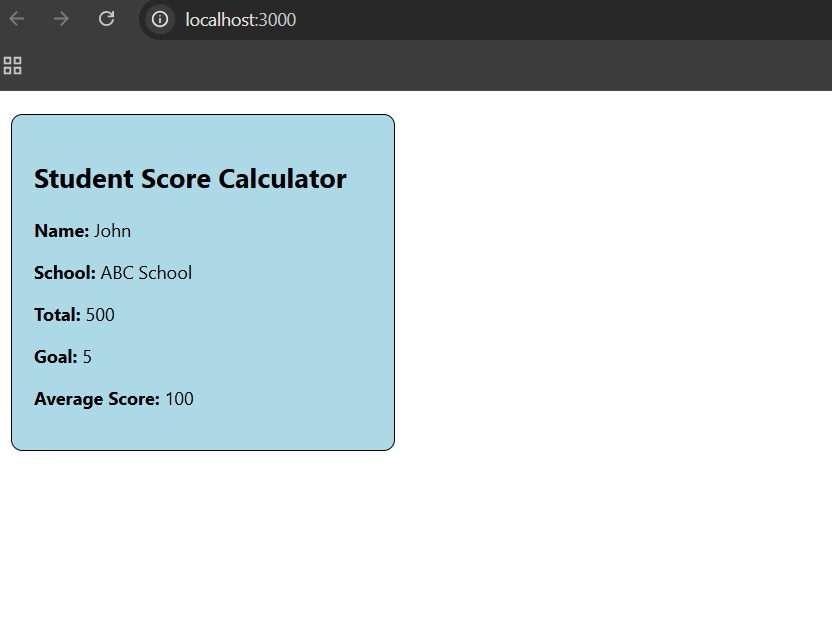 localhost:3000
Student Score Calculator
Name: John
School: ABC School
Total: 500
Goal: 5
Average Score: 100